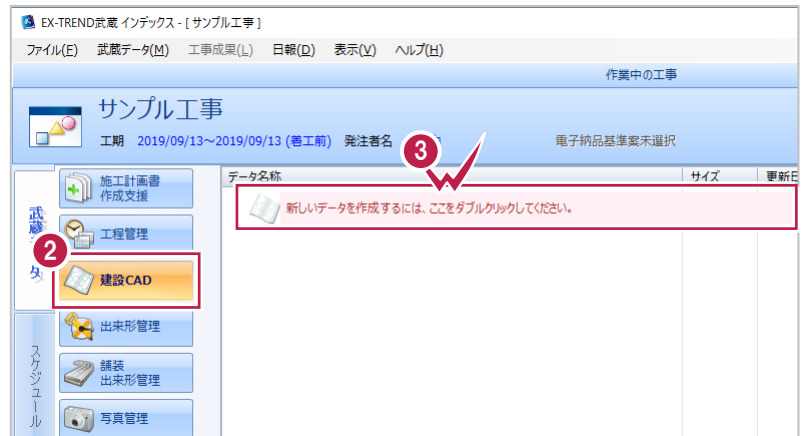 EX-TREND武蔵 インデックス - [ サンプル工事 ]
ファイル(F) 武蔵データ(M) 工事成果(L) 日報(D) 表示(V) ヘルプ(H)
作業中の工事
サンプル工事
工期 2019/09/13～2019/09/13 (着工前) 発注者名 電子納品基準案未選択
3
データ名称 サイズ 更新日
新しいデータを作成するには、ここをダブルクリックしてください。
施工計画書
作成支援
工程管理
2
建設CAD
出来形管理
舗装
出来形管理
写真管理
スケジュール